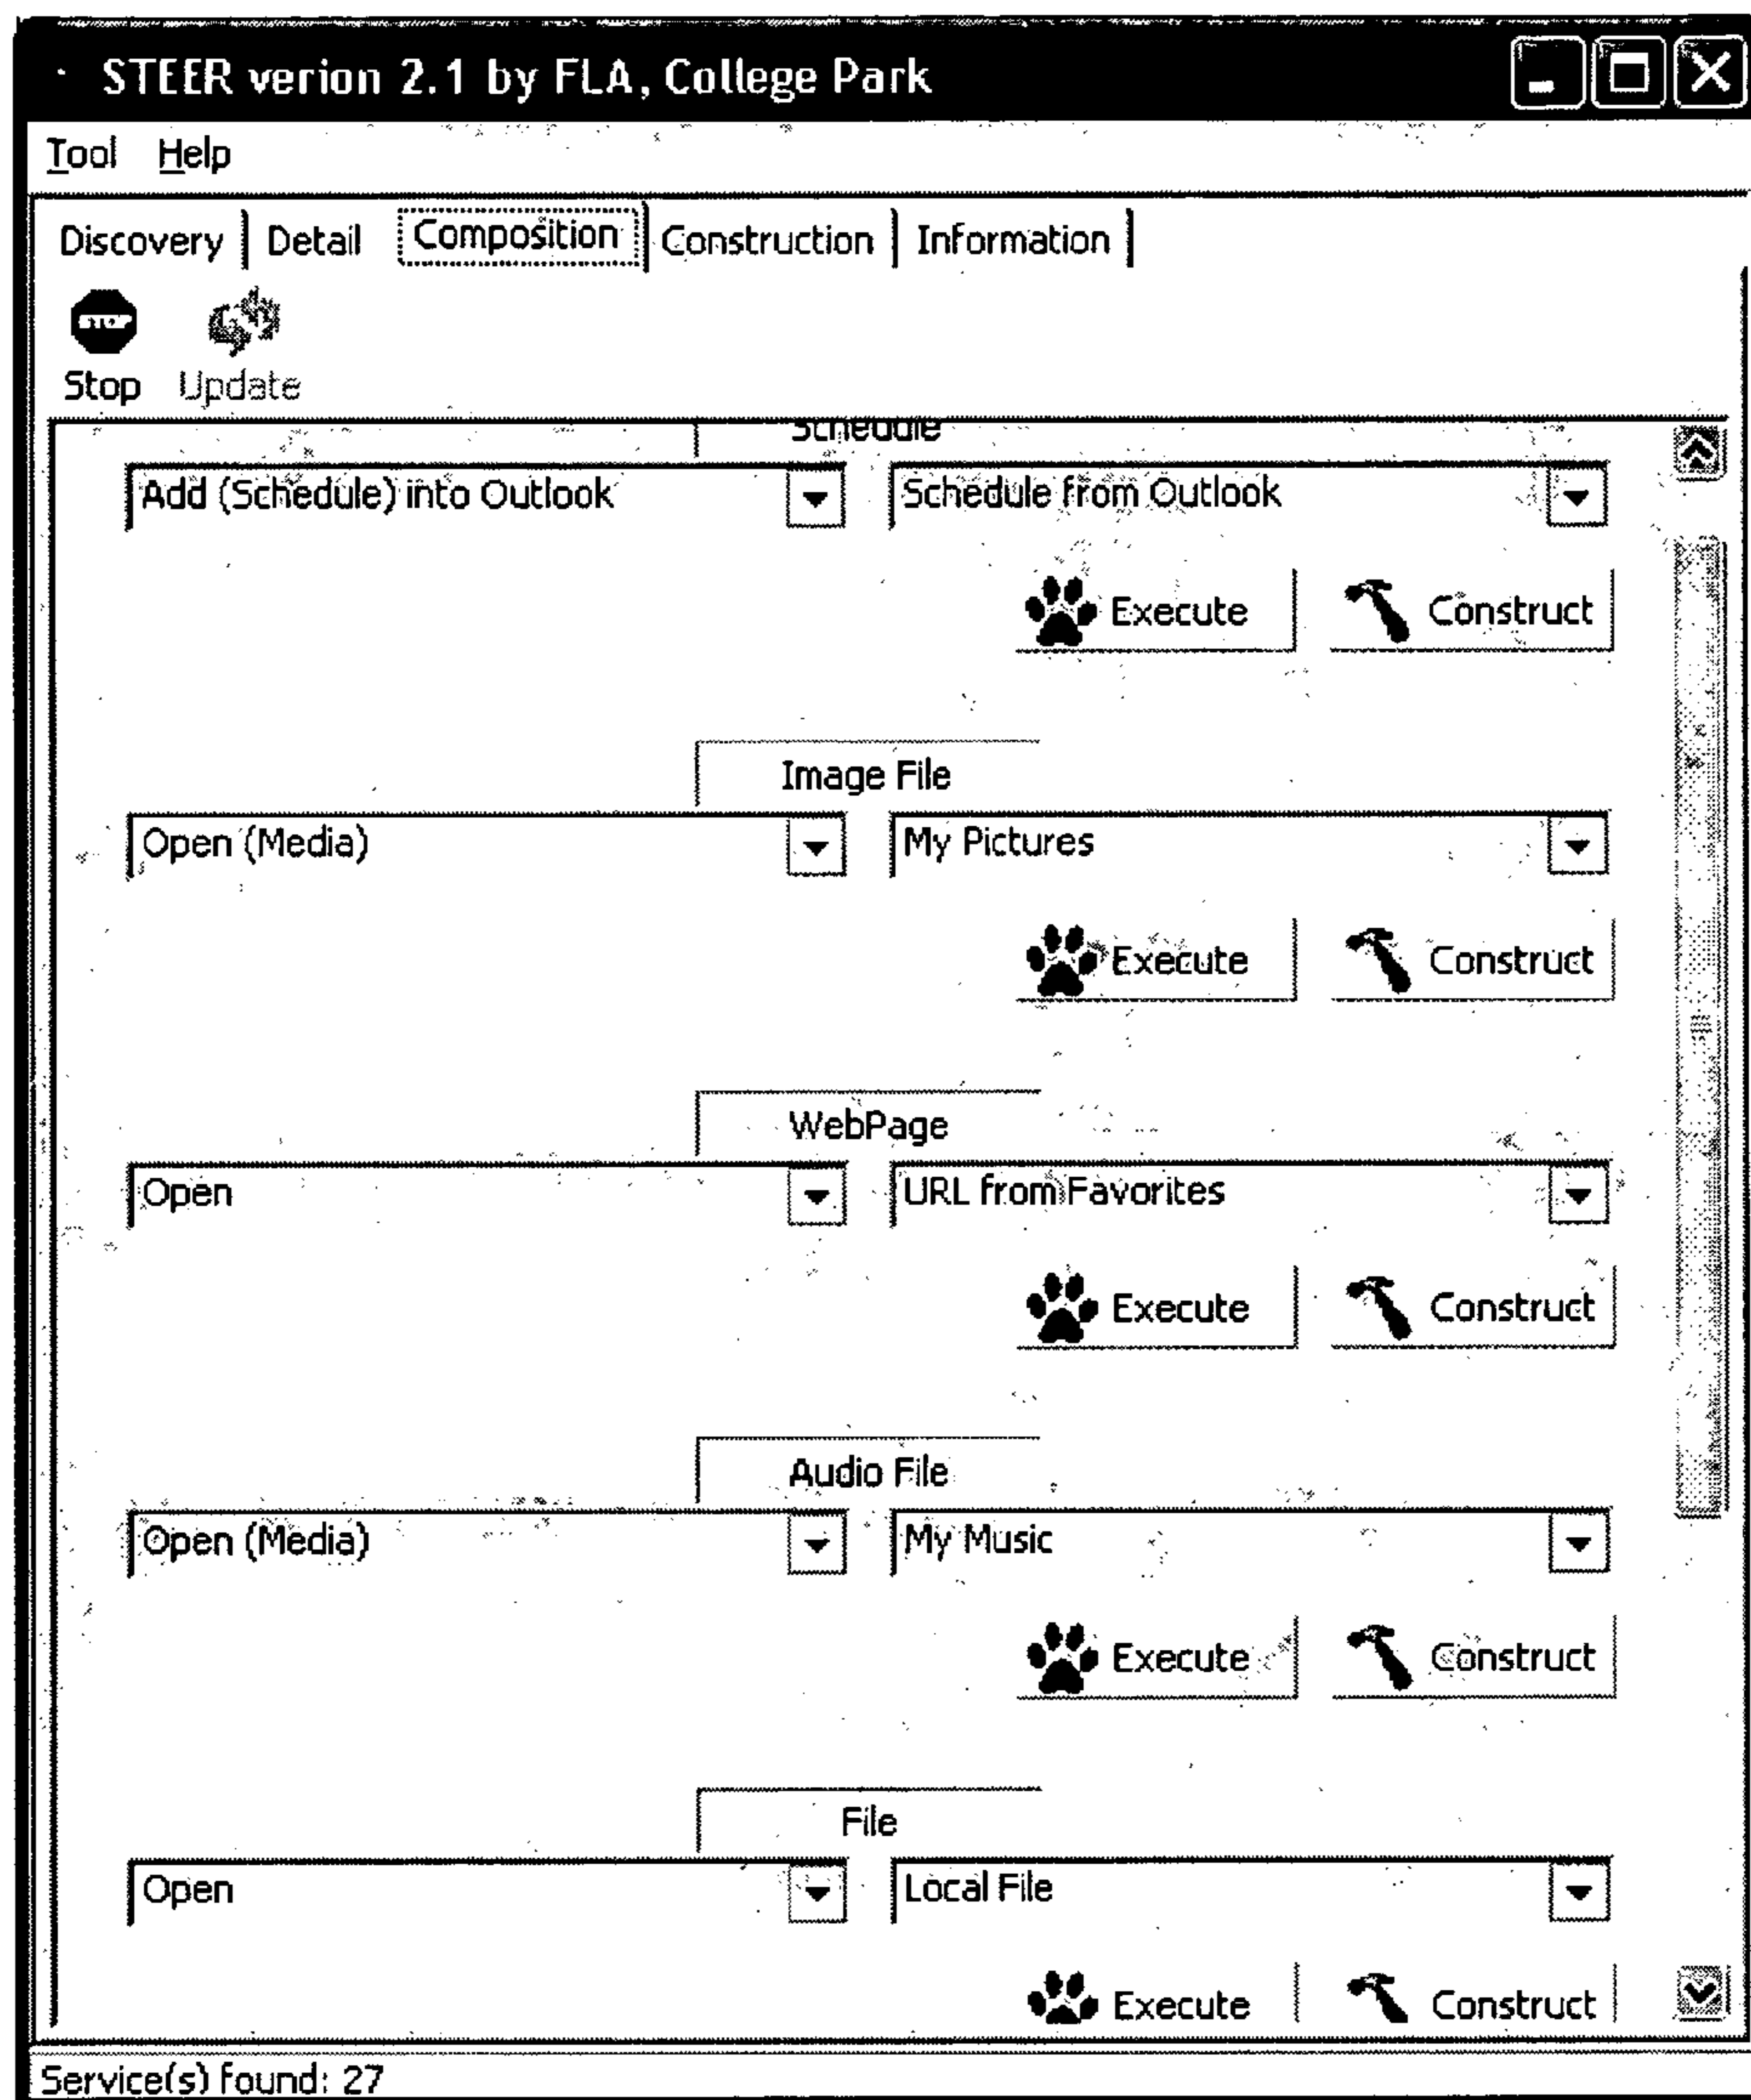 STEER verion 2.1 by FLA, College Park
Tool Help
Discovery Detail Composition Construction Information
STOP
Stop Update
Schedule
Add (Schedule) into Outlook Schedule from Outlook
Execute Construct
Image File
Open (Media) My Pictures
Execute Construct
WebPage
Open URL from Favorites
Execute Construct
Audio File
Open (Media) My Music
Execute Construct
File
Open Local File
Execute Construct
Service(s) found: 27